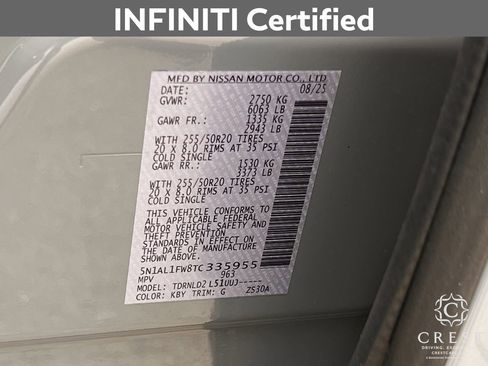 INFINITI Certified
MFD BY NISSAN MOTOR CO., LTD
DATE: 08/25
GVWR: 2750 KG
6063 LB
GAWR FR.: 1335 KG
2943 LB
WITH 255/50R20 TIRES
20 X 8.0 RIMS AT 35 PSI
COLD SINGLE
GAWR RR.: 1530 KG
3373 LB
WITH 255/50R20 TIRES
20 X 8.0 RIMS AT 35 PSI
COLD SINGLE
THIS VEHICLE CONFORMS TO
ALL APPLICABLE FEDERAL
MOTOR VEHICLE SAFETY AND
THEFT PREVENTION
STANDARDS IN EFFECT ON
THE DATE OF MANUFACTURE
SHOWN ABOVE.
5N1AL1FW8TC335955
MPV 963
MODEL: TDRNLD2 L51UUJ-----
COLOR: KBY TRIM: G ZS30A
CREST
DRIVING.